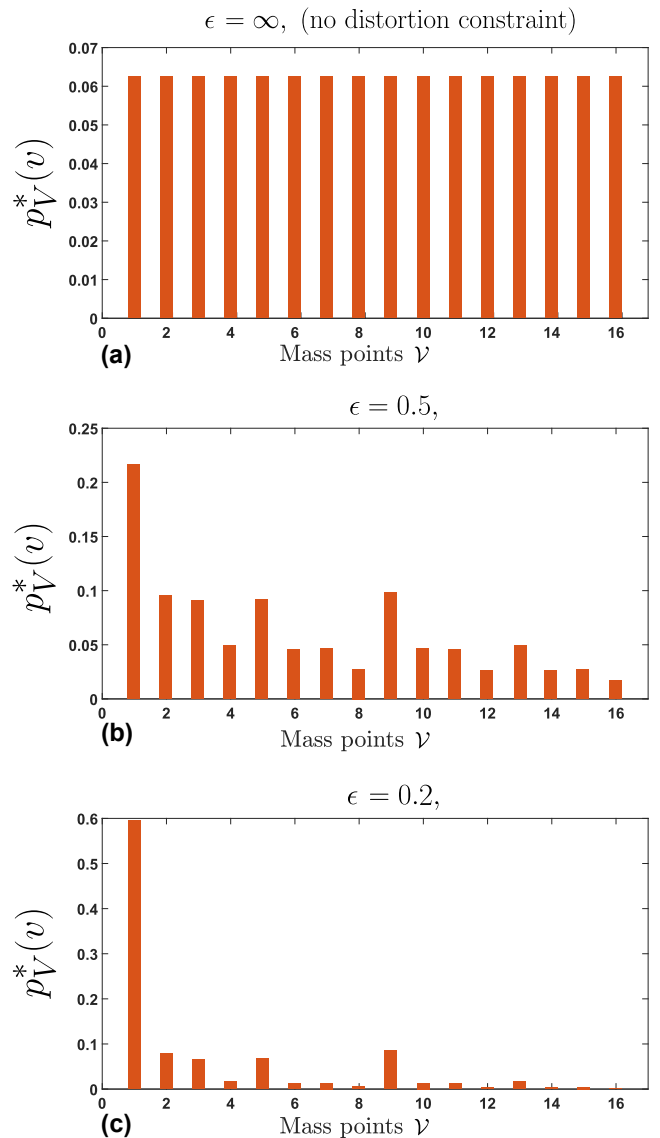 ϵ = ∞, (no distortion constraint)
0.07
0.06
0.05
0.04
0.03
0.02
0.01
0
p*_V(v)
0 2 4 6 8 10 12 14 16
(a) Mass points 𝒱
ϵ = 0.5,
0.25
0.2
0.15
0.1
0.05
0
p*_V(v)
0 2 4 6 8 10 12 14 16
(b) Mass points 𝒱
ϵ = 0.2,
0.6
0.5
0.4
0.3
0.2
0.1
0
p*_V(v)
0 2 4 6 8 10 12 14 16
(c) Mass points 𝒱